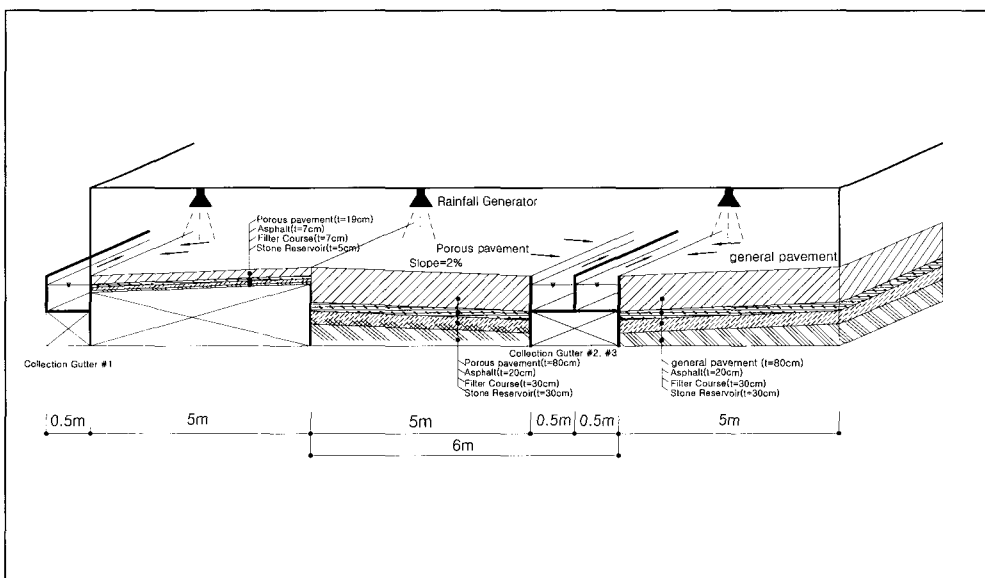 Rainfall Generator
Porous pavement(t=19cm)
Asphalt(t=7cm)
Filter Course(t=7cm)
Stone Reservoir(t=5cm)
Porous pavement
Slope=2%
general pavement
Collection Gutter #1
Collection Gutter #2, #3
Porous pavement(t=80cm)
Asphalt(t=20cm)
Filter Course(t=30cm)
Stone Reservoir(t=30cm)
general pavement (t=80cm)
Asphalt(t=20cm)
Filter Course(t=30cm)
Stone Reservoir(t=30cm)
0.5m 5m 5m 0.5m 0.5m 5m
6m